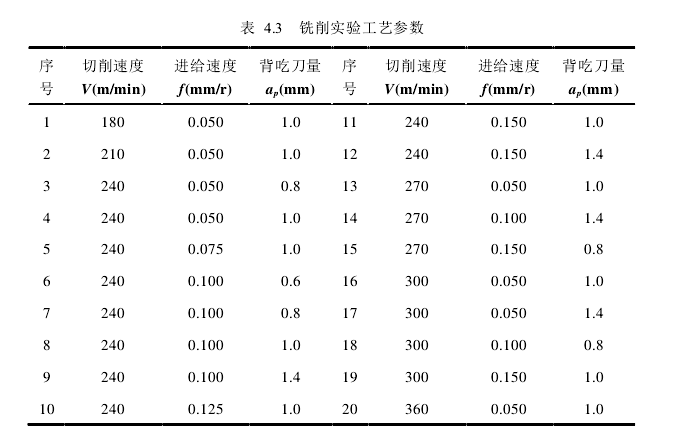 表 4.3 铣削实验工艺参数
序号 切削速度 V(m/min) 进给速度 f(mm/r) 背吃刀量 ap(mm) 序号 切削速度 V(m/min) 进给速度 f(mm/r) 背吃刀量 ap(mm)
1 180 0.050 1.0 11 240 0.150 1.0
2 210 0.050 1.0 12 240 0.150 1.4
3 240 0.050 0.8 13 270 0.050 1.0
4 240 0.050 1.0 14 270 0.100 1.4
5 240 0.075 1.0 15 270 0.150 0.8
6 240 0.100 0.6 16 300 0.050 1.0
7 240 0.100 0.8 17 300 0.050 1.4
8 240 0.100 1.0 18 300 0.100 0.8
9 240 0.100 1.4 19 300 0.150 1.0
10 240 0.125 1.0 20 360 0.050 1.0